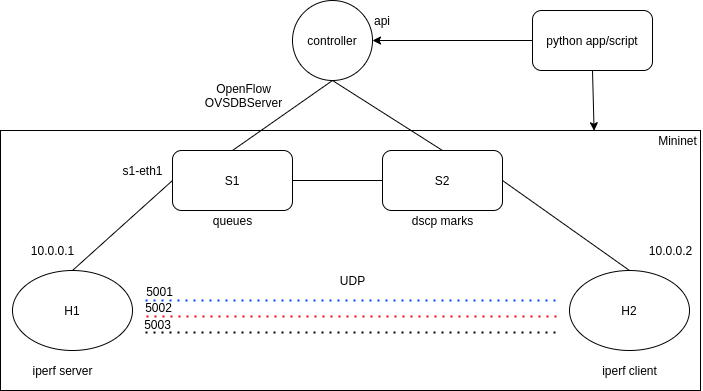 api
controller
python app/script
OpenFlow
OVSDBServer
Mininet
s1-eth1
S1
S2
queues
dscp marks
10.0.0.1
10.0.0.2
UDP
5001
5002
5003
H1
H2
iperf server
iperf client